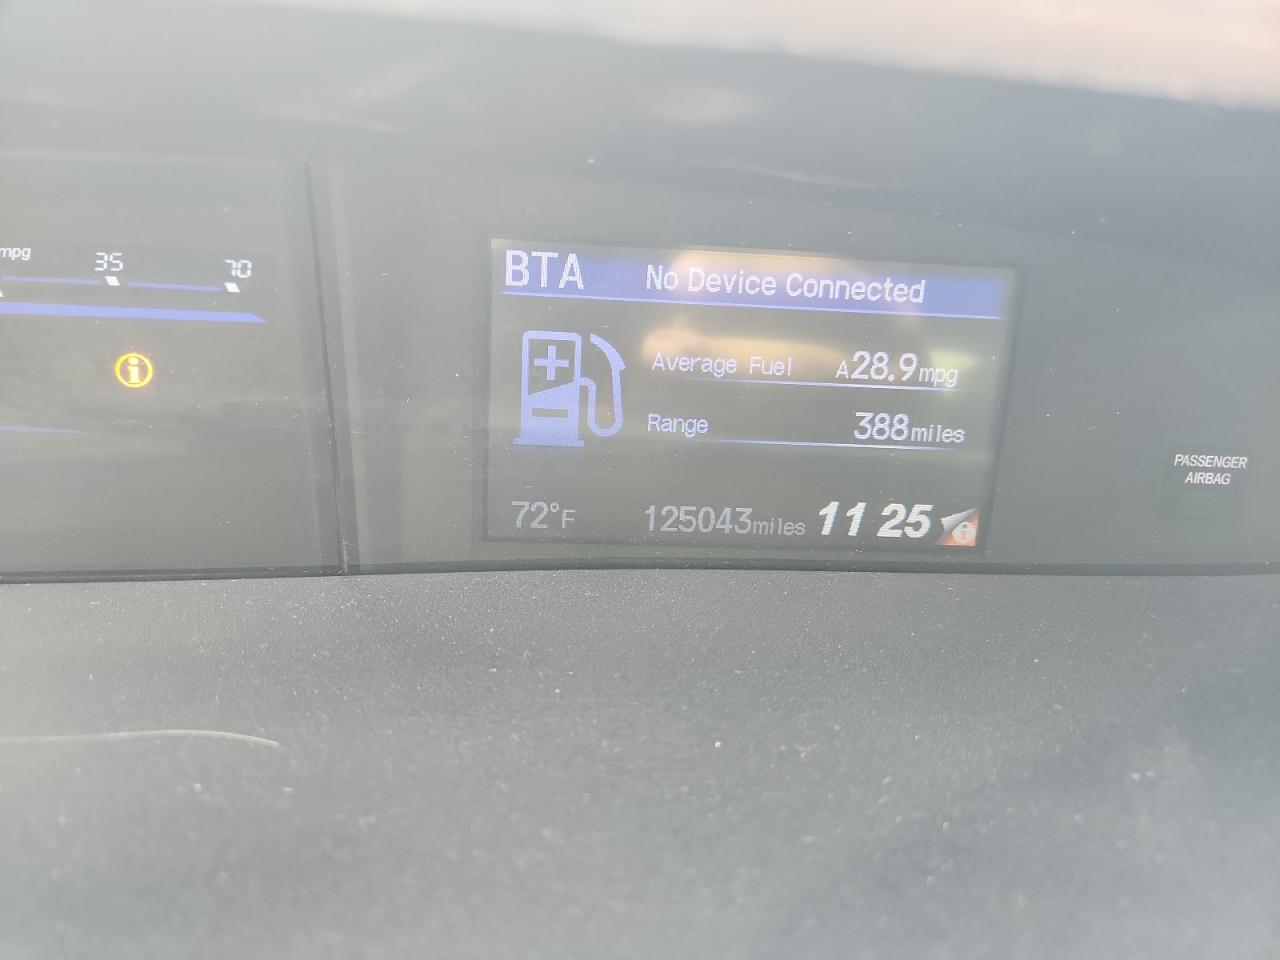 mpg 35 70
BTA No Device Connected
Average Fuel A28.9mpg
Range 388miles
72°F 125043miles 11 25
PASSENGER
AIRBAG